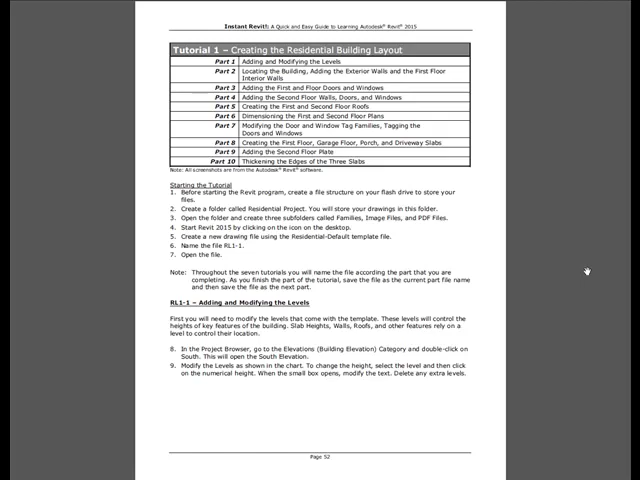 Instant Revit!: A Quick and Easy Guide to Learning Autodesk® Revit® 2015
Tutorial 1 – Creating the Residential Building Layout
Part 1 Adding and Modifying the Levels
Part 2 Locating the Building, Adding the Exterior Walls and the First Floor
Interior Walls
Part 3 Adding the First and Floor Doors and Windows
Part 4 Adding the Second Floor Walls, Doors, and Windows
Part 5 Creating the First and Second Floor Roofs
Part 6 Dimensioning the First and Second Floor Plans
Part 7 Modifying the Door and Window Tag Families, Tagging the
Doors and Windows
Part 8 Creating the First Floor, Garage Floor, Porch, and Driveway Slabs
Part 9 Adding the Second Floor Plate
Part 10 Thickening the Edges of the Three Slabs
Note: All screenshots are from the Autodesk® Revit® software.
Starting the Tutorial
1. Before starting the Revit program, create a file structure on your flash drive to store your
files.
2. Create a folder called Residential Project. You will store your drawings in this folder.
3. Open the folder and create three subfolders called Families, Image Files, and PDF Files.
4. Start Revit 2015 by clicking on the icon on the desktop.
5. Create a new drawing file using the Residential-Default template file.
6. Name the file RL1-1.
7. Open the file.
Note: Throughout the seven tutorials you will name the file according the part that you are
completing. As you finish the part of the tutorial, save the file as the current part file name
and then save the file as the next part.
RL1-1 – Adding and Modifying the Levels
First you will need to modify the levels that come with the template. These levels will control the
heights of key features of the building. Slab Heights, Walls, Roofs, and other features rely on a
level to control their location.
8. In the Project Browser, go to the Elevations (Building Elevation) Category and double-click on
South. This will open the South Elevation.
9. Modify the Levels as shown in the chart. To change the height, select the level and then click
on the numerical height. When the small box opens, modify the text. Delete any extra levels.
Page 52